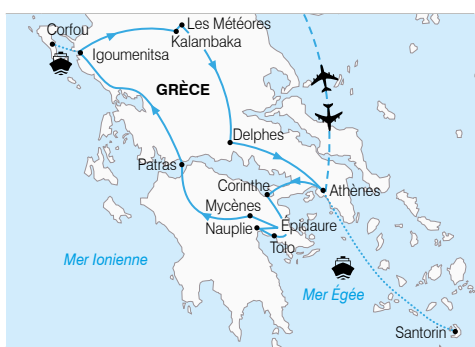 Corfou
Les Météores
Kalambaka
Igoumenitsa
GRÈCE
Delphes
Patras
Corinthe
Athènes
Mycènes
Nauplie
Épidaure
Tolo
Mer Ionienne
Mer Égée
Santorin